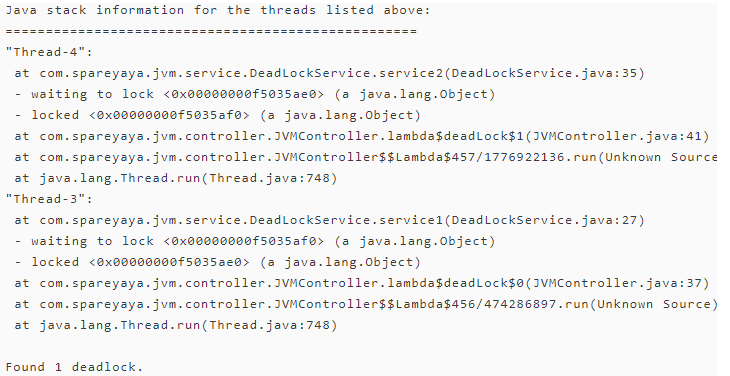 Java stack information for the threads listed above:
===================================================
"Thread-4":
 at com.spareyaya.jvm.service.DeadLockService.service2(DeadLockService.java:35)
 - waiting to lock <0x00000000f5035ae0> (a java.lang.Object)
 - locked <0x00000000f5035af0> (a java.lang.Object)
 at com.spareyaya.jvm.controller.JVMController.lambda$deadLock$1(JVMController.java:41)
 at com.spareyaya.jvm.controller.JVMController$$Lambda$457/1776922136.run(Unknown Source
 at java.lang.Thread.run(Thread.java:748)
"Thread-3":
 at com.spareyaya.jvm.service.DeadLockService.service1(DeadLockService.java:27)
 - waiting to lock <0x00000000f5035af0> (a java.lang.Object)
 - locked <0x00000000f5035ae0> (a java.lang.Object)
 at com.spareyaya.jvm.controller.JVMController.lambda$deadLock$0(JVMController.java:37)
 at com.spareyaya.jvm.controller.JVMController$$Lambda$456/474286897.run(Unknown Source)
 at java.lang.Thread.run(Thread.java:748)
Found 1 deadlock.